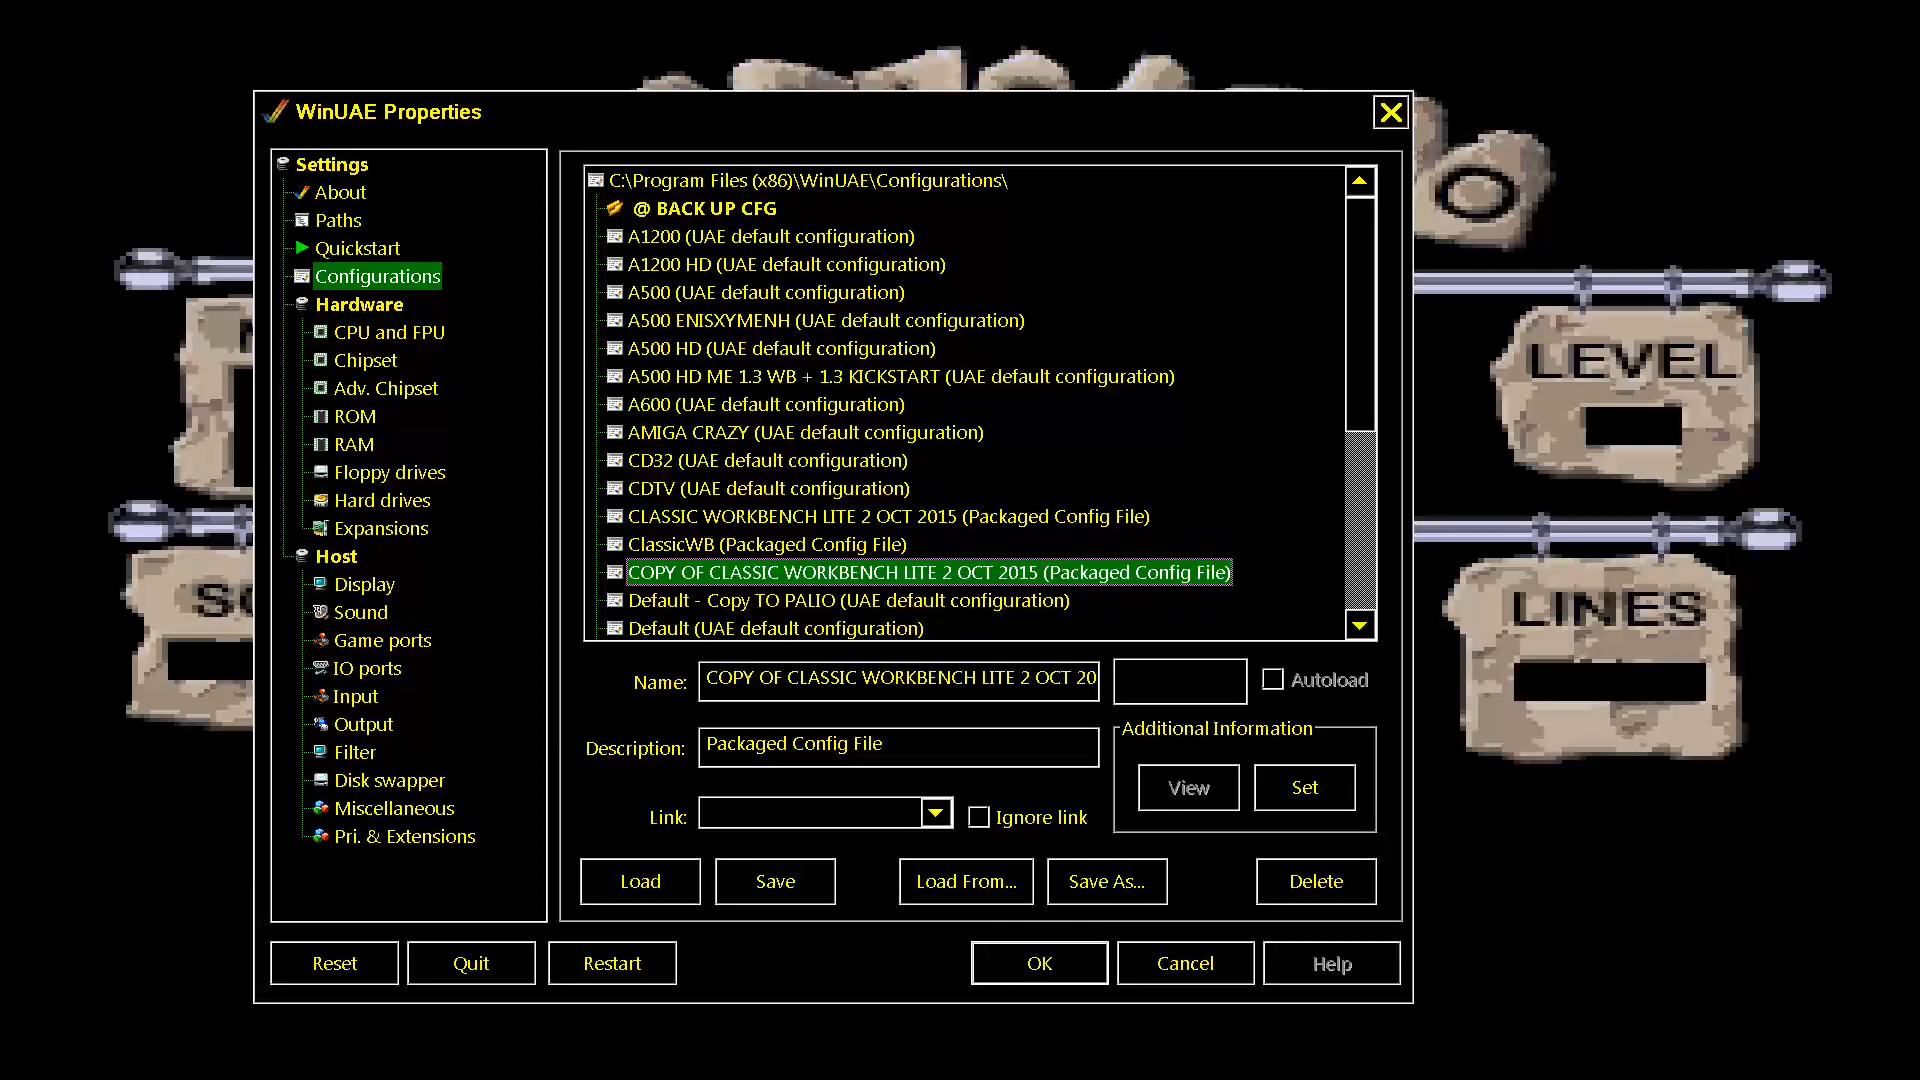 WinUAE Properties
Settings
About
Paths
Quickstart
Configurations
Hardware
CPU and FPU
Chipset
Adv. Chipset
ROM
RAM
Floppy drives
Hard drives
Expansions
Host
Display
Sound
Game ports
IO ports
Input
Output
Filter
Disk swapper
Miscellaneous
Pri. & Extensions
C:\Program Files (x86)\WinUAE\Configurations\
@ BACK UP CFG
A1200 (UAE default configuration)
A1200 HD (UAE default configuration)
A500 (UAE default configuration)
A500 ENISXYMENH (UAE default configuration)
A500 HD (UAE default configuration)
A500 HD ME 1.3 WB + 1.3 KICKSTART (UAE default configuration)
A600 (UAE default configuration)
AMIGA CRAZY (UAE default configuration)
CD32 (UAE default configuration)
CDTV (UAE default configuration)
CLASSIC WORKBENCH LITE 2 OCT 2015 (Packaged Config File)
ClassicWB (Packaged Config File)
COPY OF CLASSIC WORKBENCH LITE 2 OCT 2015 (Packaged Config File)
Default - Copy TO PALIO (UAE default configuration)
Default (UAE default configuration)
Name: COPY OF CLASSIC WORKBENCH LITE 2 OCT 20
Autoload
Description: Packaged Config File
Additional Information
View Set
Link:
Ignore link
Load Save Load From... Save As... Delete
Reset Quit Restart OK Cancel Help
LEVEL
LINES